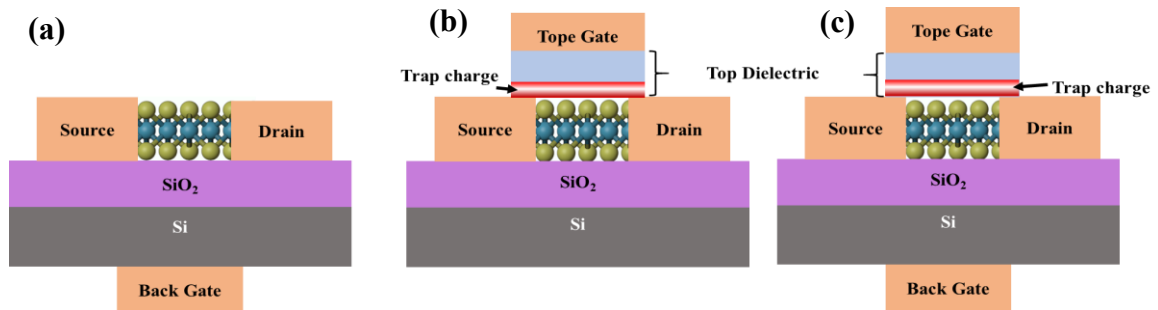 (a)
Source
Drain
SiO₂
Si
Back Gate
(b)
Tope Gate
Trap charge
Top Dielectric
Source
Drain
SiO₂
Si
(c)
Tope Gate
Trap charge
Source
Drain
SiO₂
Si
Back Gate